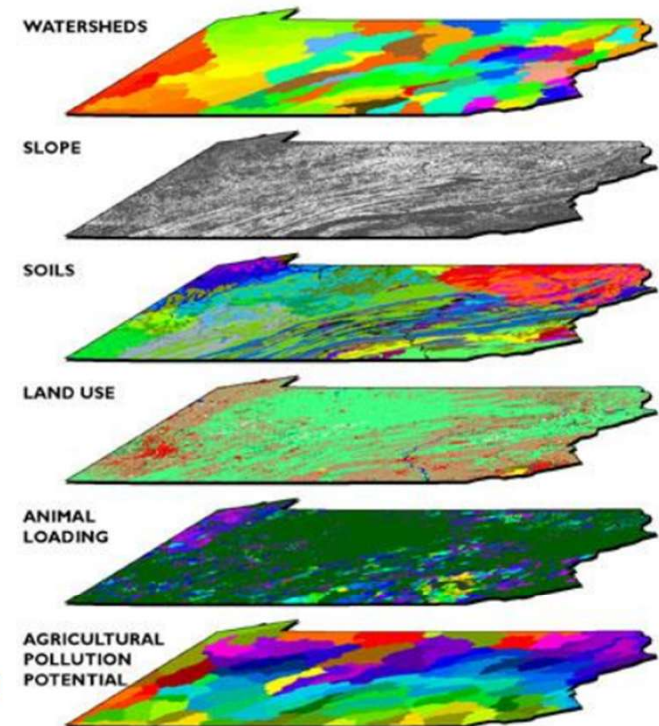 WATERSHEDS
SLOPE
SOILS
LAND USE
ANIMAL
LOADING
AGRICULTURAL
POLLUTION
POTENTIAL